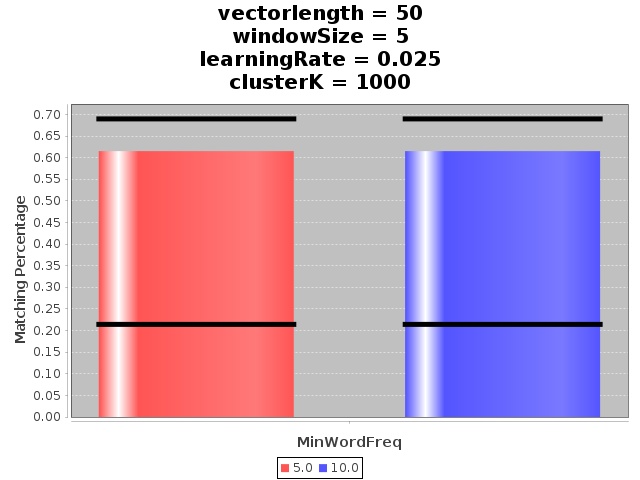 vectorlength = 50
windowSize = 5
learningRate = 0.025
clusterK = 1000
0.70
0.65
0.60
0.55
0.50
0.45
0.40
0.35
0.30
0.25
0.20
0.15
0.10
0.05
0.00
Matching Percentage
MinWordFreq
5.0 10.0